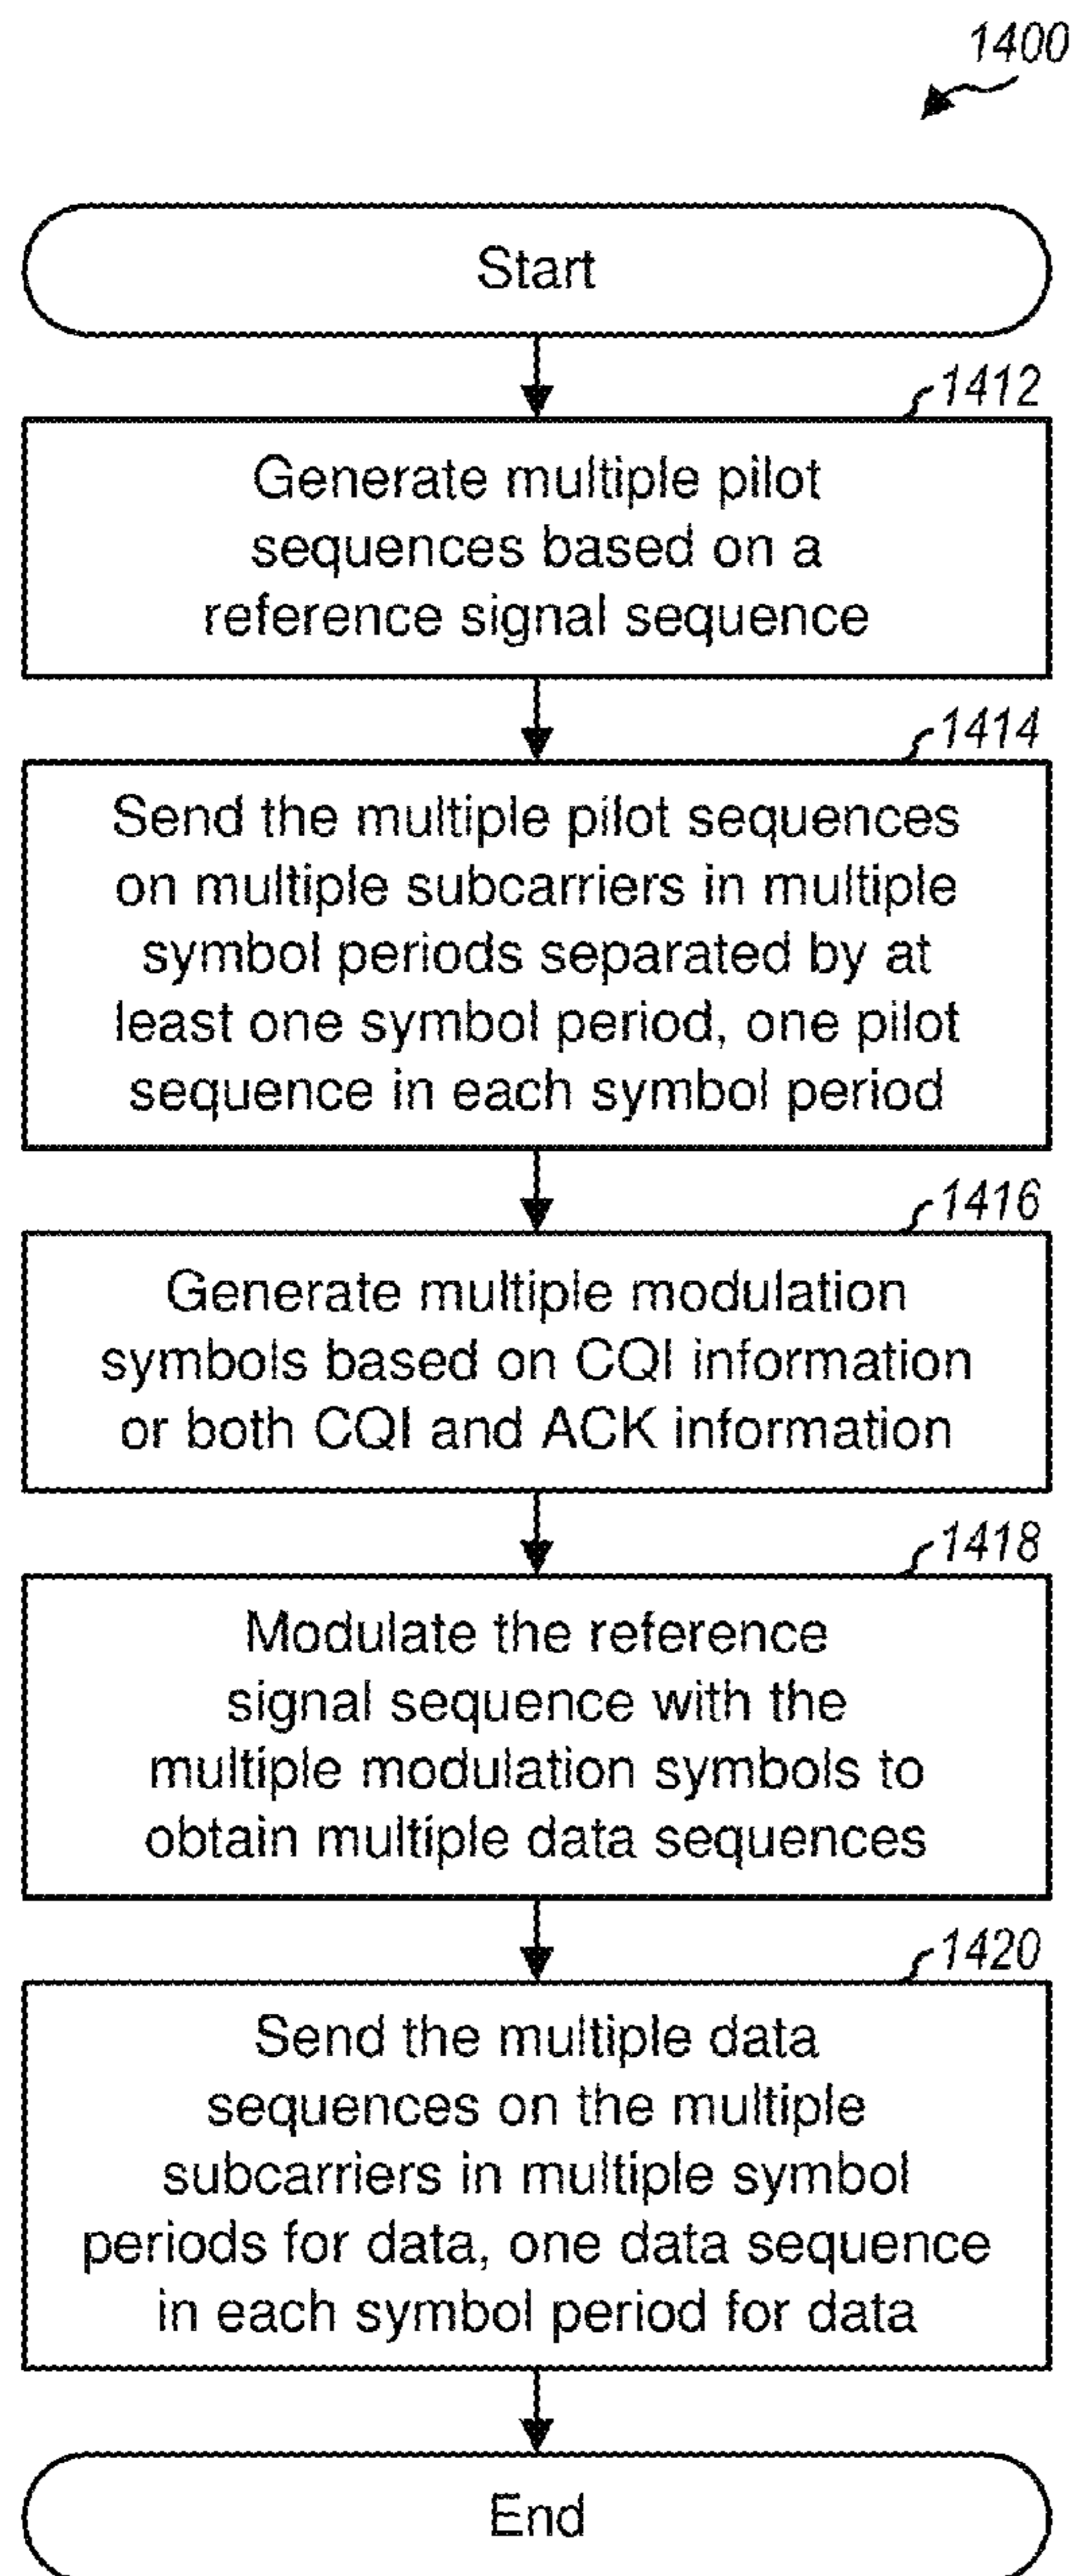 1400
Start
1412
Generate multiple pilot
sequences based on a
reference signal sequence
1414
Send the multiple pilot sequences
on multiple subcarriers in multiple
symbol periods separated by at
least one symbol period, one pilot
sequence in each symbol period
1416
Generate multiple modulation
symbols based on CQI information
or both CQI and ACK information
1418
Modulate the reference
signal sequence with the
multiple modulation symbols to
obtain multiple data sequences
1420
Send the multiple data
sequences on the multiple
subcarriers in multiple symbol
periods for data, one data sequence
in each symbol period for data
End